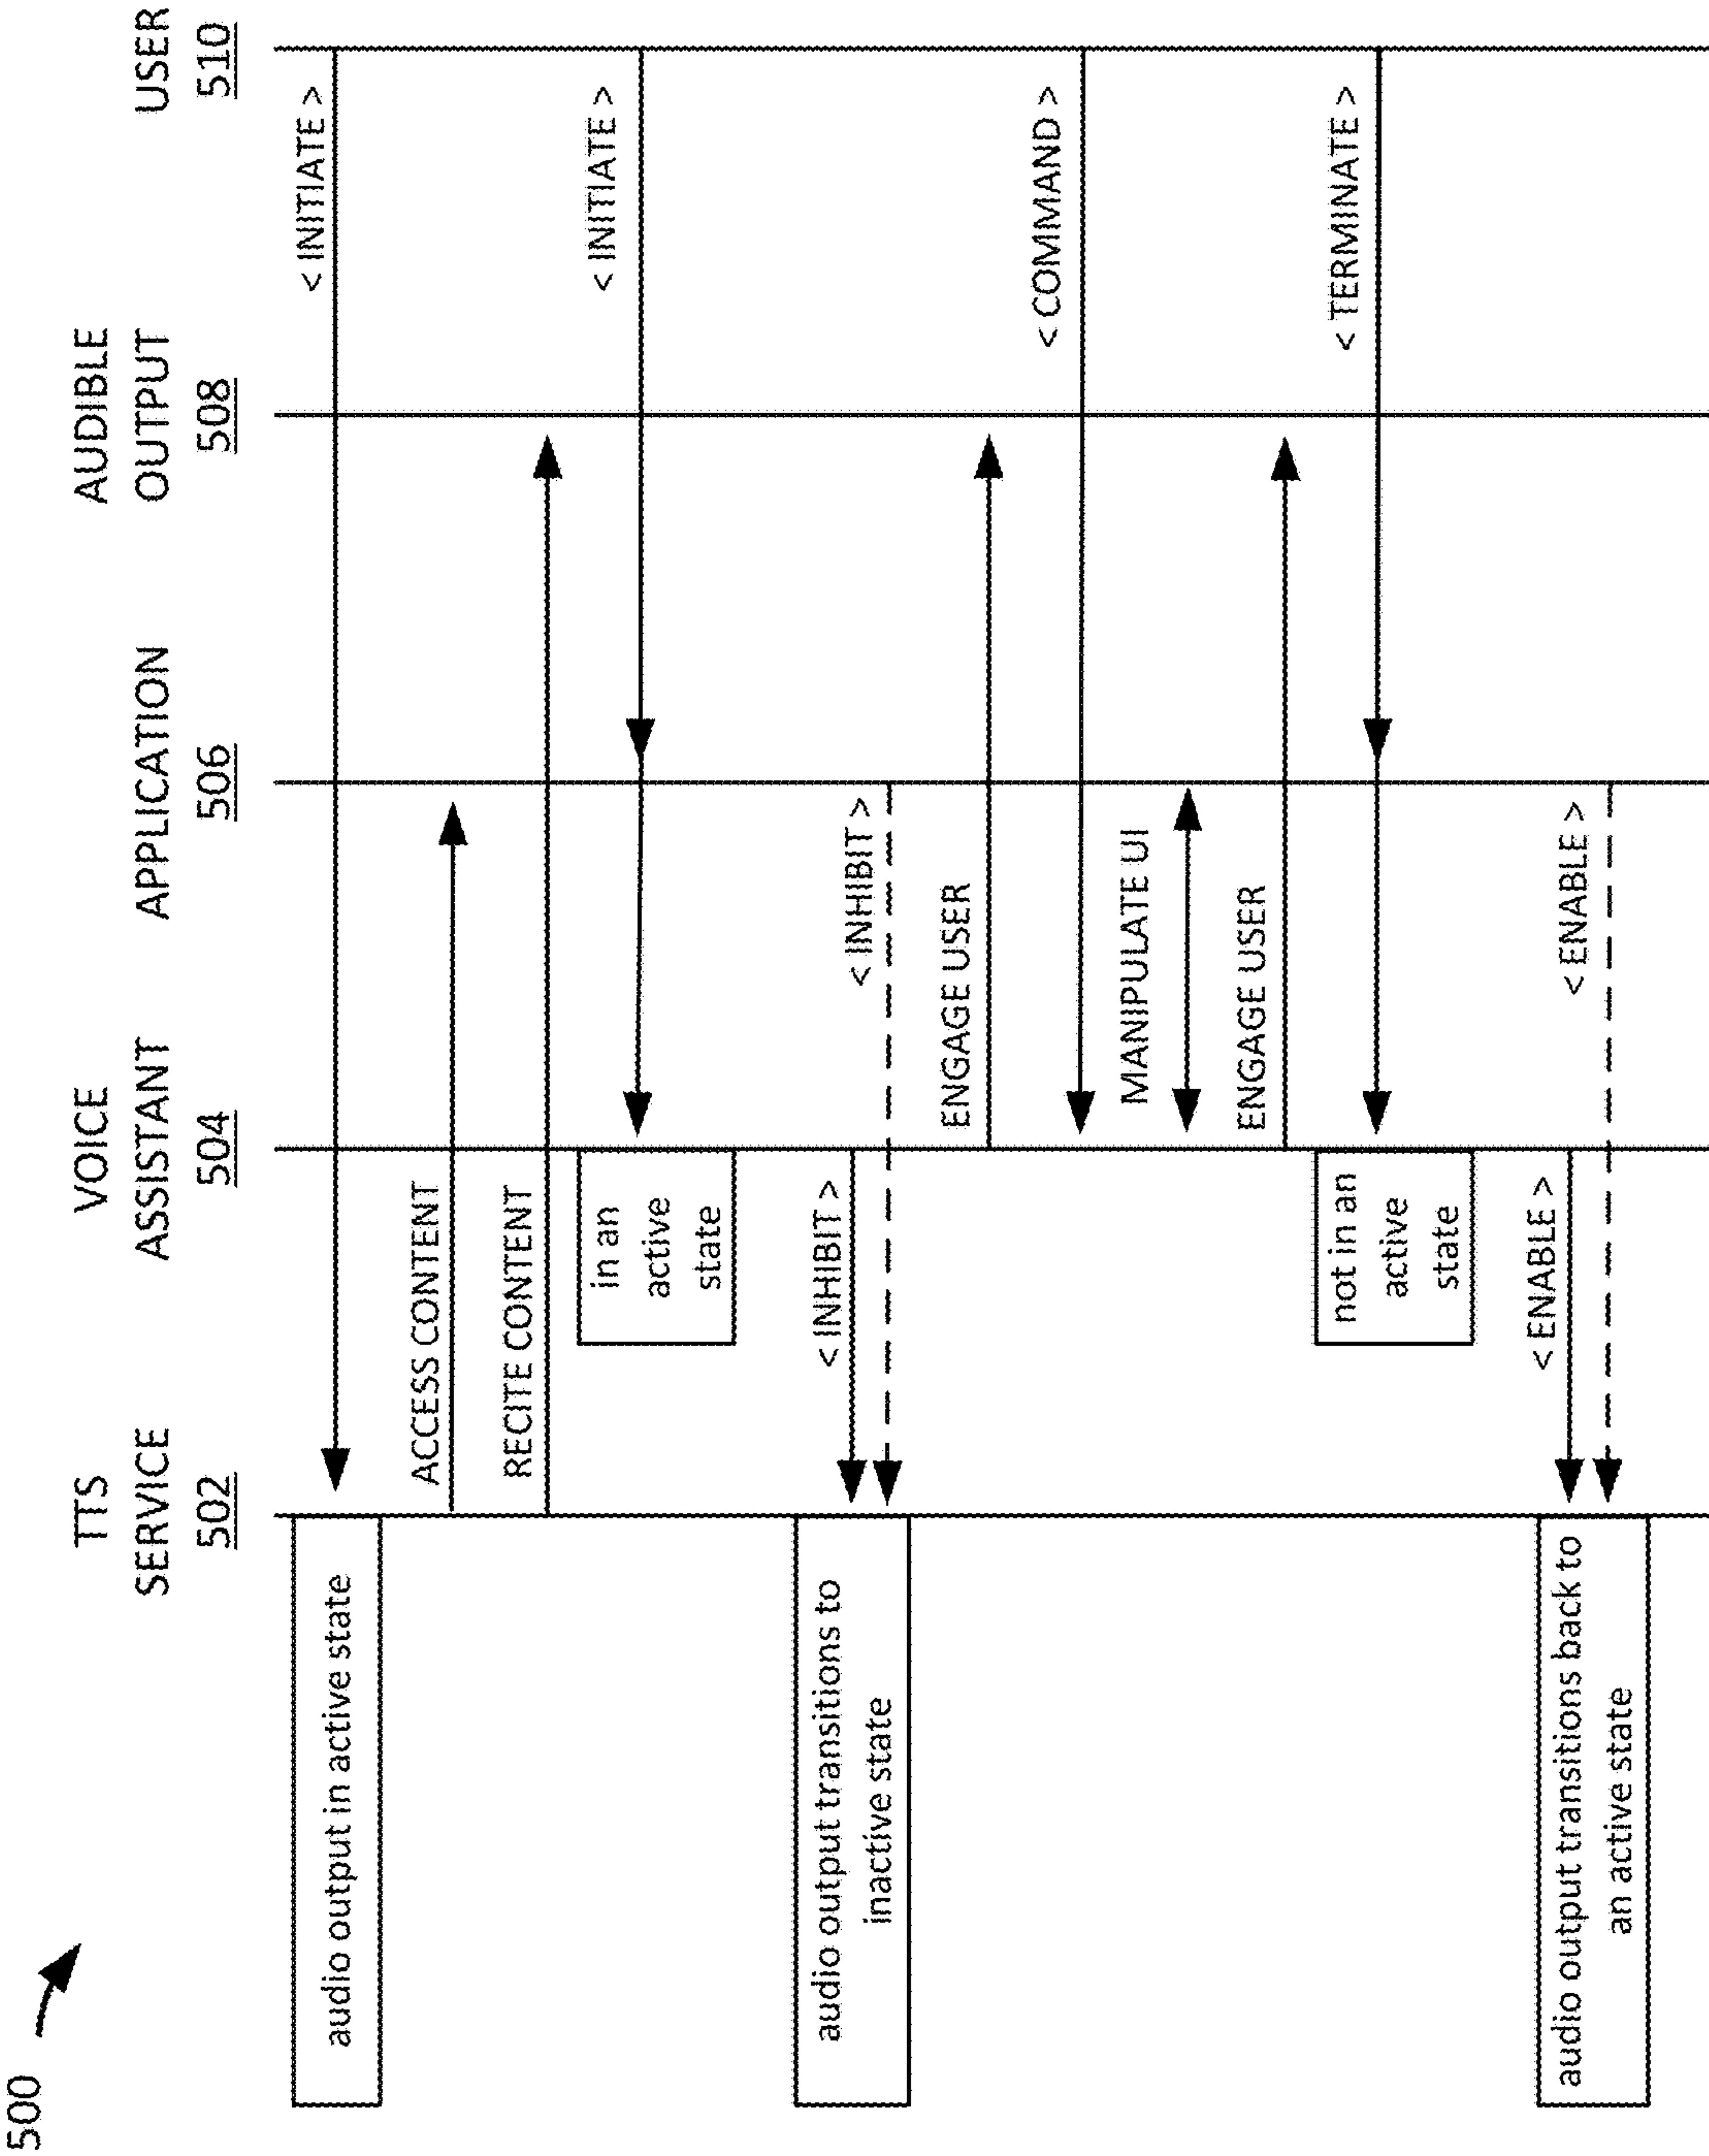 500
TTS
SERVICE
502
VOICE
ASSISTANT
504
APPLICATION
506
AUDIBLE
OUTPUT
508
USER
510
audio output in active state
< INITIATE >
ACCESS CONTENT
RECITE CONTENT
in an
active
state
< INITIATE >
audio output transitions to
inactive state
< INHIBIT >
< INHIBIT >
ENGAGE USER
< COMMAND >
MANIPULATE UI
ENGAGE USER
not in an
active
state
< TERMINATE >
audio output transitions back to
an active state
< ENABLE >
< ENABLE >